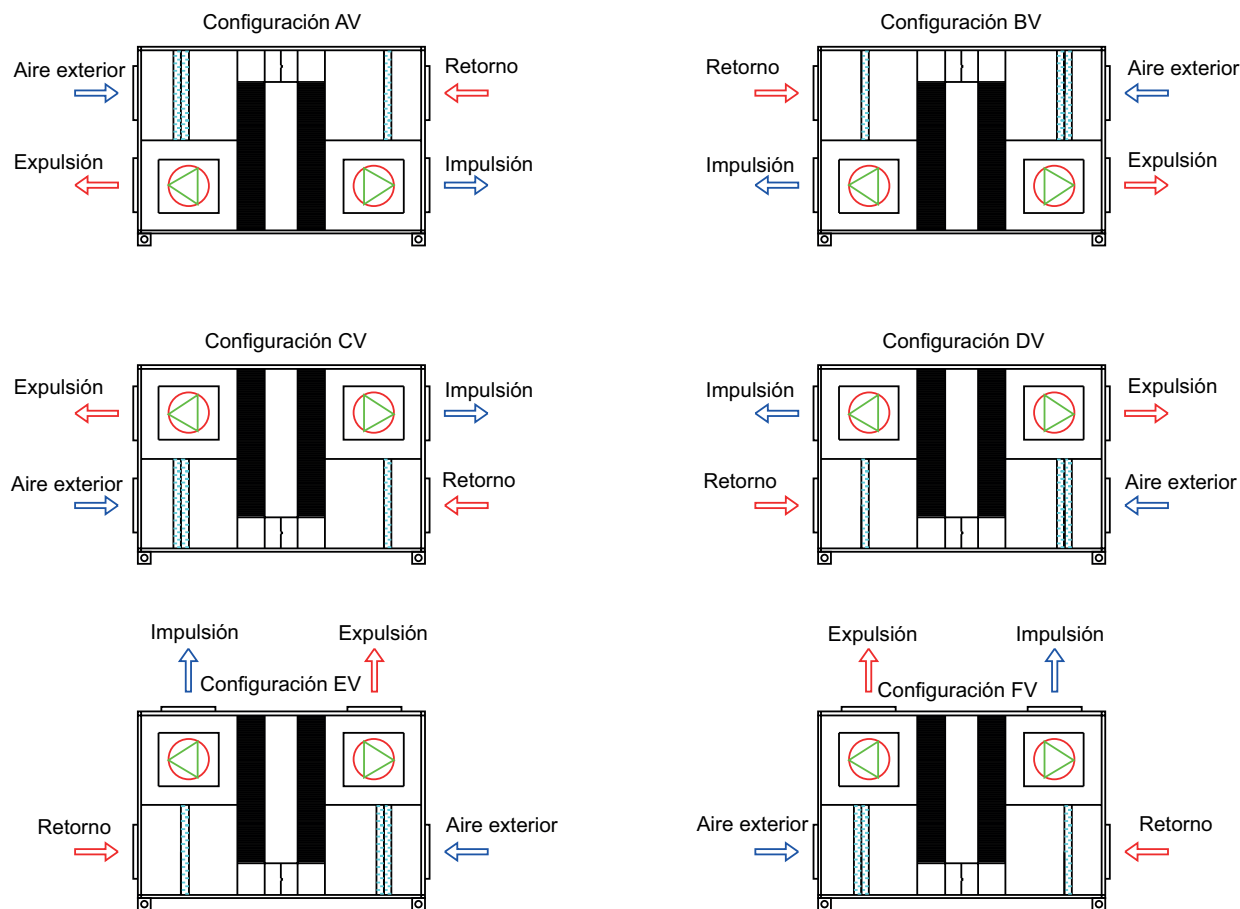 Configuración AV
Aire exterior
Retorno
Expulsión
Impulsión
Configuración BV
Retorno
Aire exterior
Impulsión
Expulsión
Configuración CV
Expulsión
Impulsión
Aire exterior
Retorno
Configuración DV
Impulsión
Expulsión
Retorno
Aire exterior
Impulsión
Expulsión
Configuración EV
Retorno
Aire exterior
Expulsión
Impulsión
Configuración FV
Aire exterior
Retorno